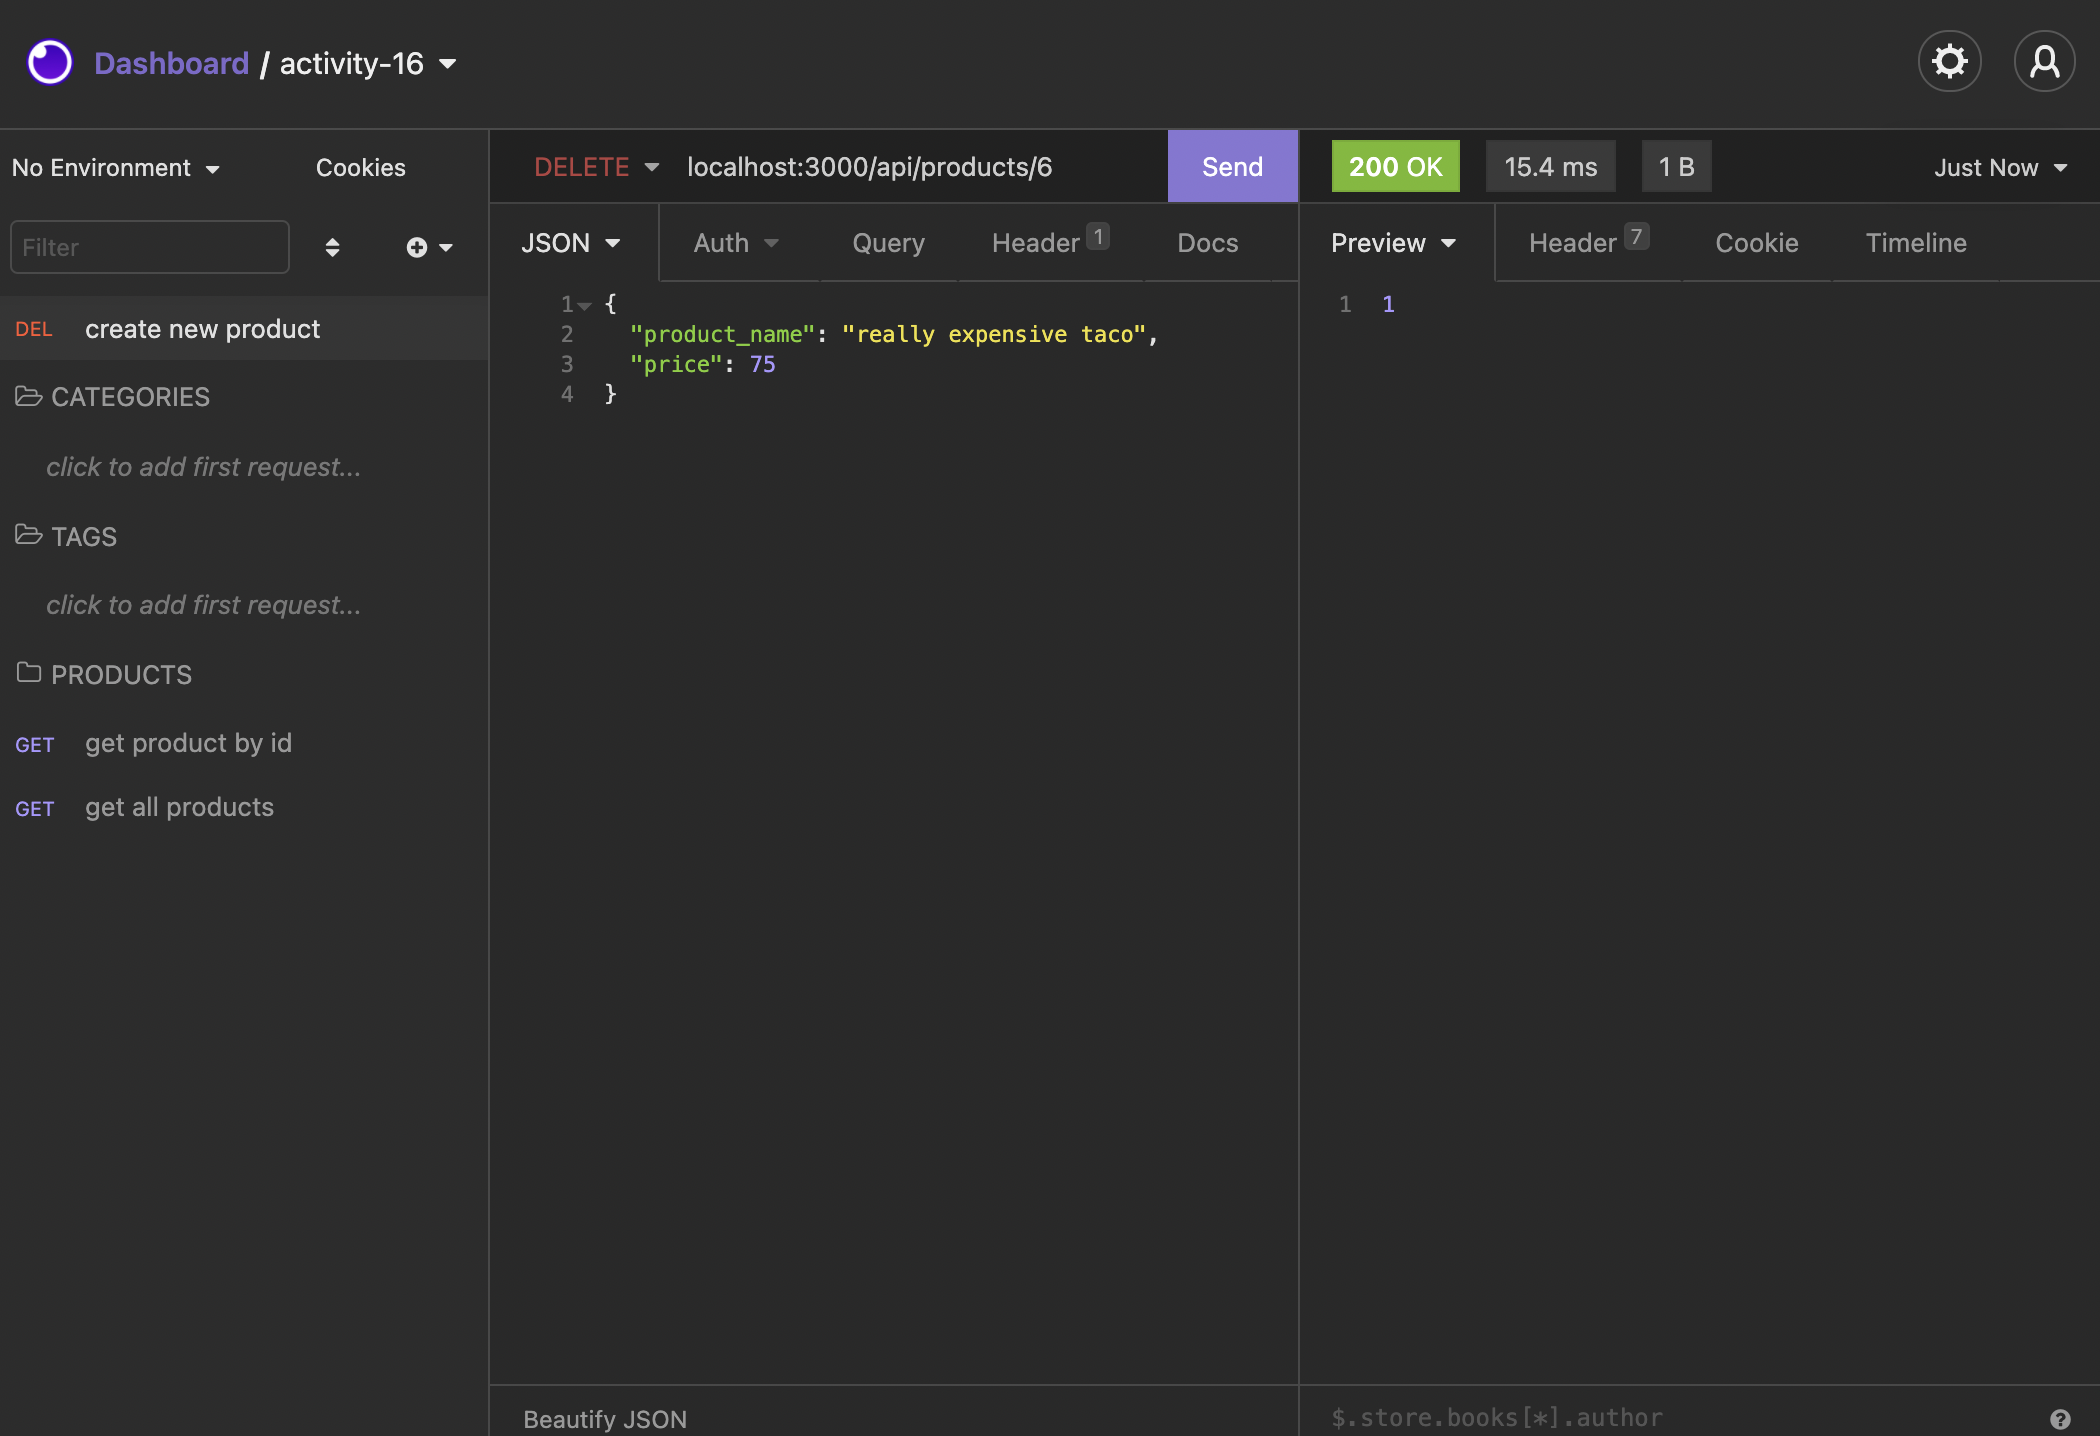 Dashboard / activity-16
No Environment
Cookies
Filter
DEL create new product
CATEGORIES
click to add first request...
TAGS
click to add first request...
PRODUCTS
GET get product by id
GET get all products
DELETE localhost:3000/api/products/6 Send
JSON Auth Query Header 1 Docs
1 {
2 "product_name": "really expensive taco",
3 "price": 75
4 }
Beautify JSON
200 OK 15.4 ms 1 B Just Now
Preview Header 7 Cookie Timeline
1 1
$.store.books[*].author ?